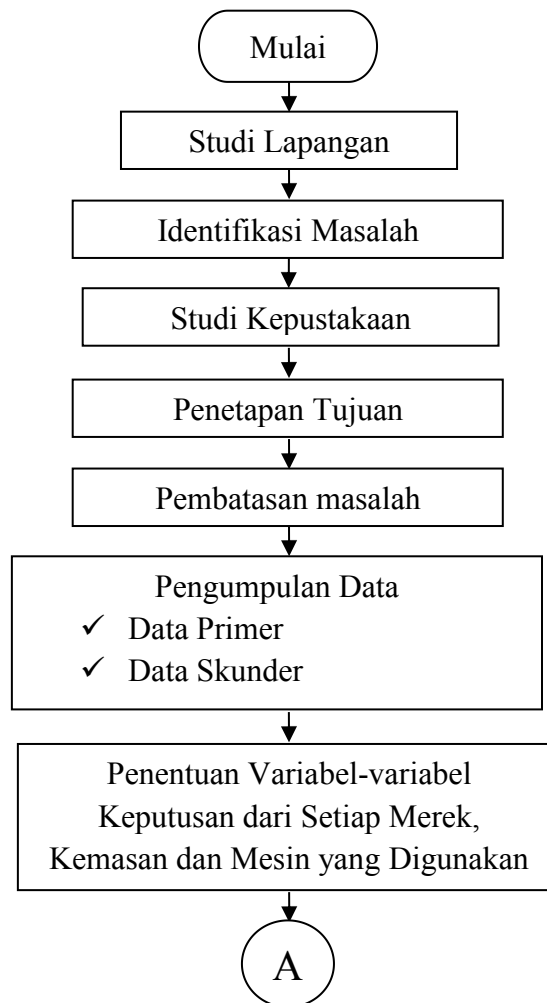 Mulai
Studi Lapangan
Identifikasi Masalah
Studi Kepustakaan
Penetapan Tujuan
Pembatasan masalah
Pengumpulan Data
✓ Data Primer
✓ Data Skunder
Penentuan Variabel-variabel
Keputusan dari Setiap Merek,
Kemasan dan Mesin yang Digunakan
A